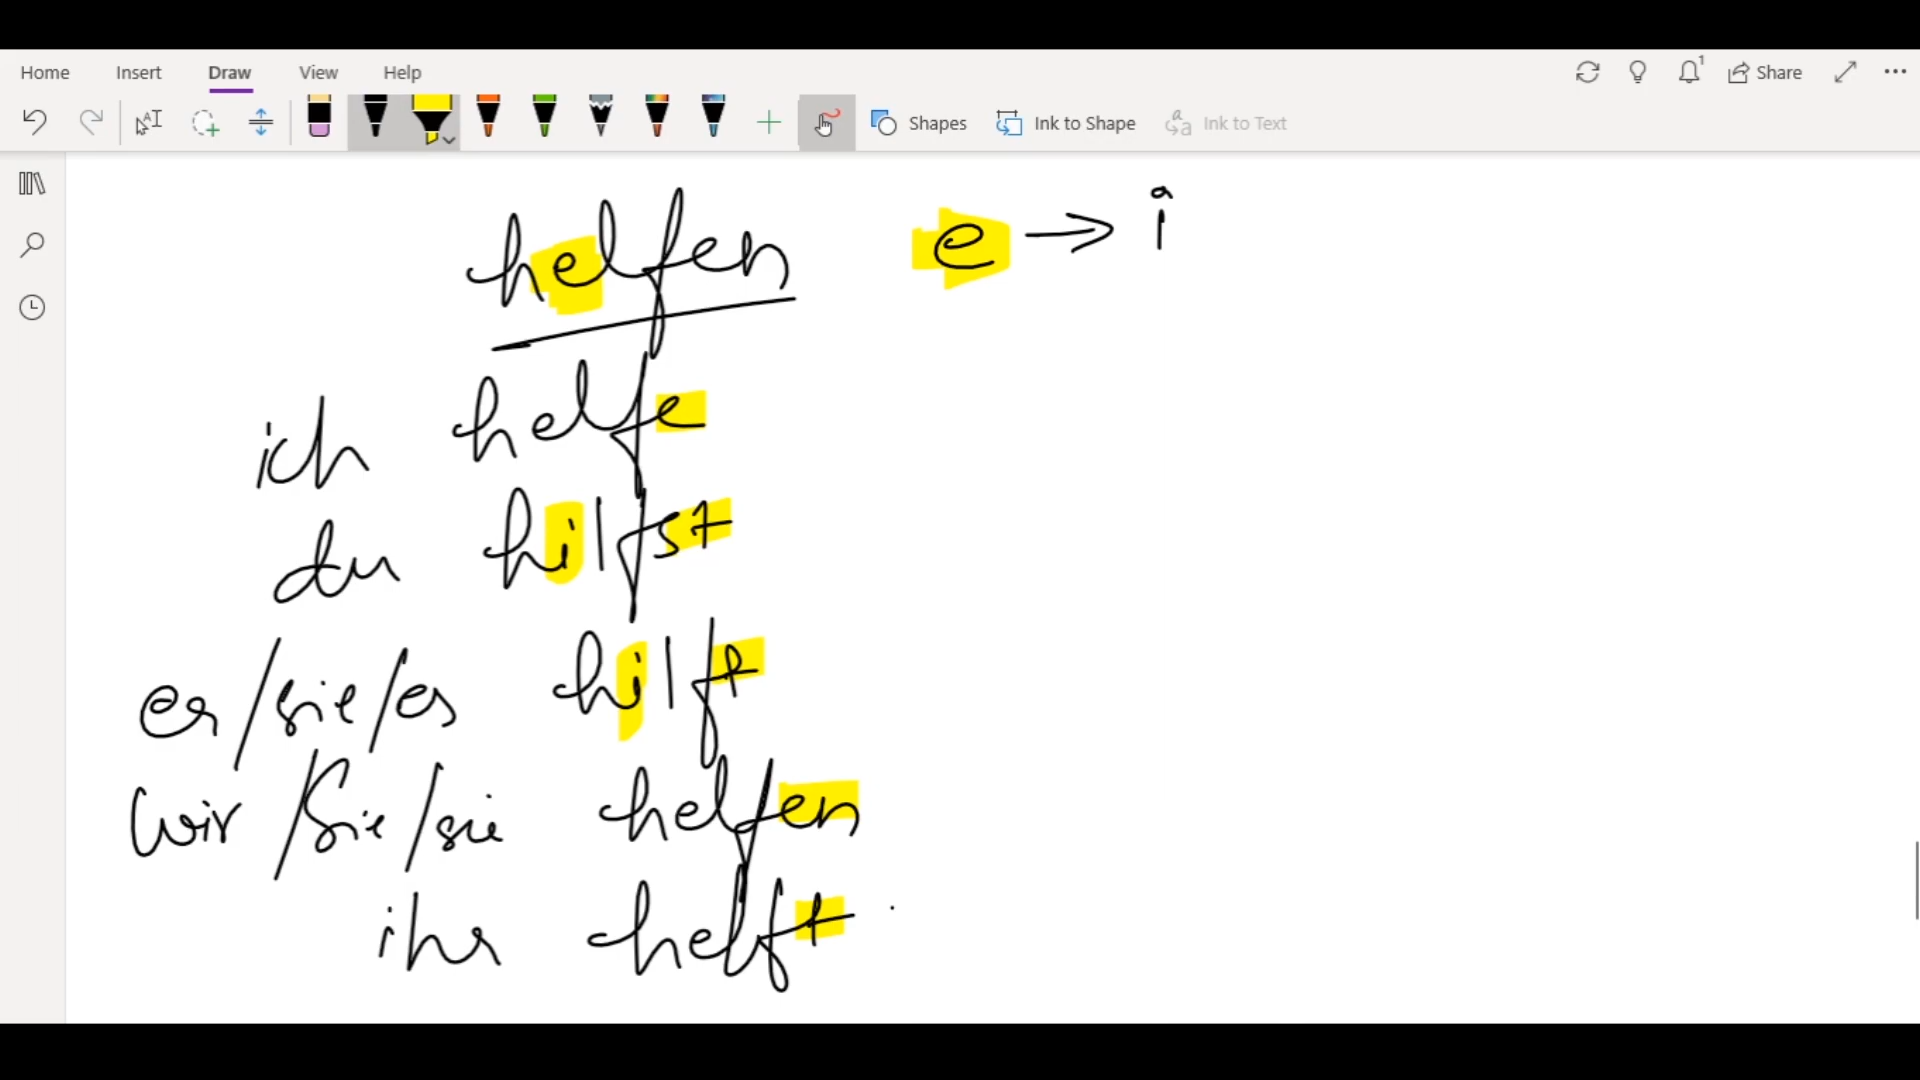 Home Insert Draw View Help 1 Share
Shapes Ink to Shape Ink to Text
helfen e → i
ich helfe
du hilfst
er/sie/es hilft
wir/Sie/sie helfen
ihr helft